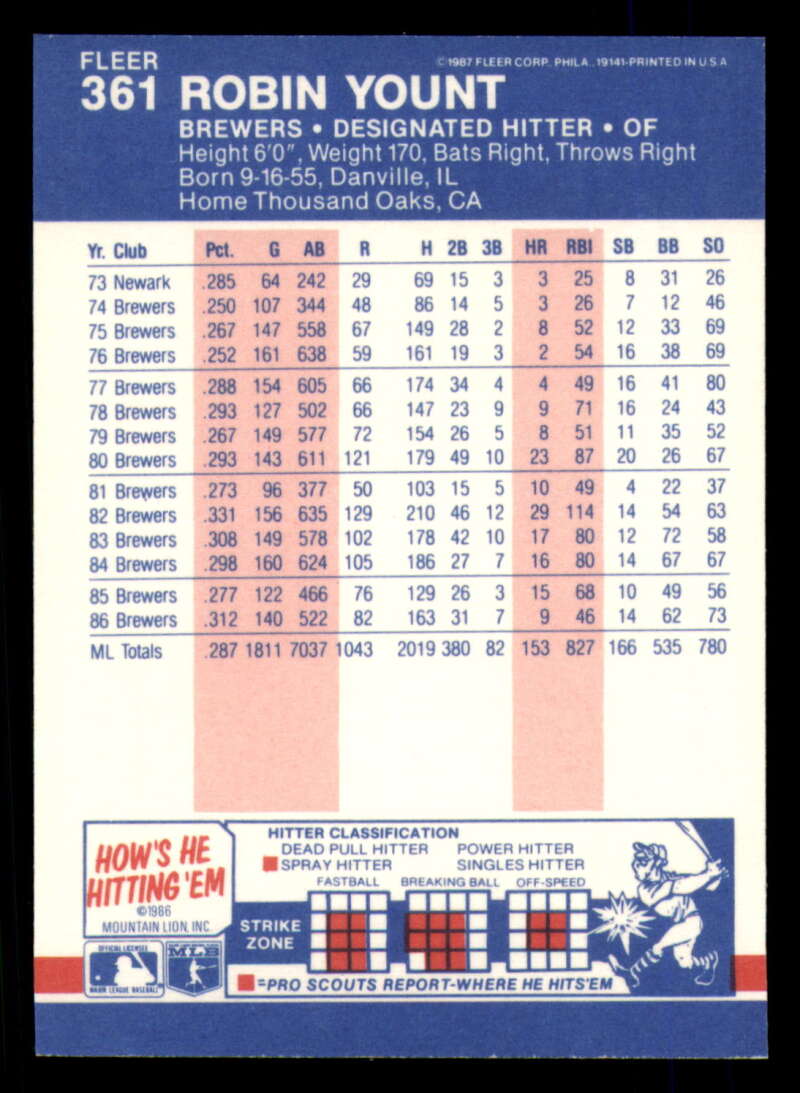 FLEER
©1987 FLEER CORP. PHILA., 19141-PRINTED IN U.S.A
361 ROBIN YOUNT
BREWERS • DESIGNATED HITTER • OF
Height 6'0", Weight 170, Bats Right, Throws Right
Born 9-16-55, Danville, IL
Home Thousand Oaks, CA
Yr. Club Pct. G AB R H 2B 3B HR RBI SB BB SO
73 Newark .285 64 242 29 69 15 3 3 25 8 31 26
74 Brewers .250 107 344 48 86 14 5 3 26 7 12 46
75 Brewers .267 147 558 67 149 28 2 8 52 12 33 69
76 Brewers .252 161 638 59 161 19 3 2 54 16 38 69
77 Brewers .288 154 605 66 174 34 4 4 49 16 41 80
78 Brewers .293 127 502 66 147 23 9 9 71 16 24 43
79 Brewers .267 149 577 72 154 26 5 8 51 11 35 52
80 Brewers .293 143 611 121 179 49 10 23 87 20 26 67
81 Brewers .273 96 377 50 103 15 5 10 49 4 22 37
82 Brewers .331 156 635 129 210 46 12 29 114 14 54 63
83 Brewers .308 149 578 102 178 42 10 17 80 12 72 58
84 Brewers .298 160 624 105 186 27 7 16 80 14 67 67
85 Brewers .277 122 466 76 129 26 3 15 68 10 49 56
86 Brewers .312 140 522 82 163 31 7 9 46 14 62 73
ML Totals .287 1811 7037 1043 2019 380 82 153 827 166 535 780
HOW'S HE
HITTING 'EM
©1986
MOUNTAIN LION, INC.
OFFICIAL LICENSEE
MAJOR LEAGUE BASEBALL
MLB
HITTER CLASSIFICATION
DEAD PULL HITTER POWER HITTER
SPRAY HITTER SINGLES HITTER
FASTBALL BREAKING BALL OFF-SPEED
STRIKE
ZONE
=PRO SCOUTS REPORT-WHERE HE HITS'EM